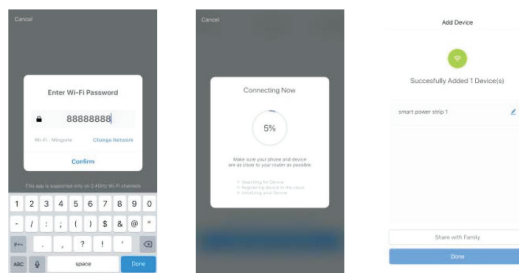 Cancel
Enter Wi-Fi Password
88888888
Change Network
Confirm
This app is supported only on 2.4GHz Wi-Fi channels
1 2 3 4 5 6 7 8 9 0
- / : ; ( ) $ & @ "
#+= . , ? ! '
ABC space Done
Cancel
Connecting Now
5%
Make sure your phone and device
are as close to your router as possible
Searching for Device
Registering device to the cloud
Initializing your Device
Add Device
Succesfully Added 1 Device(s)
smart power strip 1
Share with Family
Done